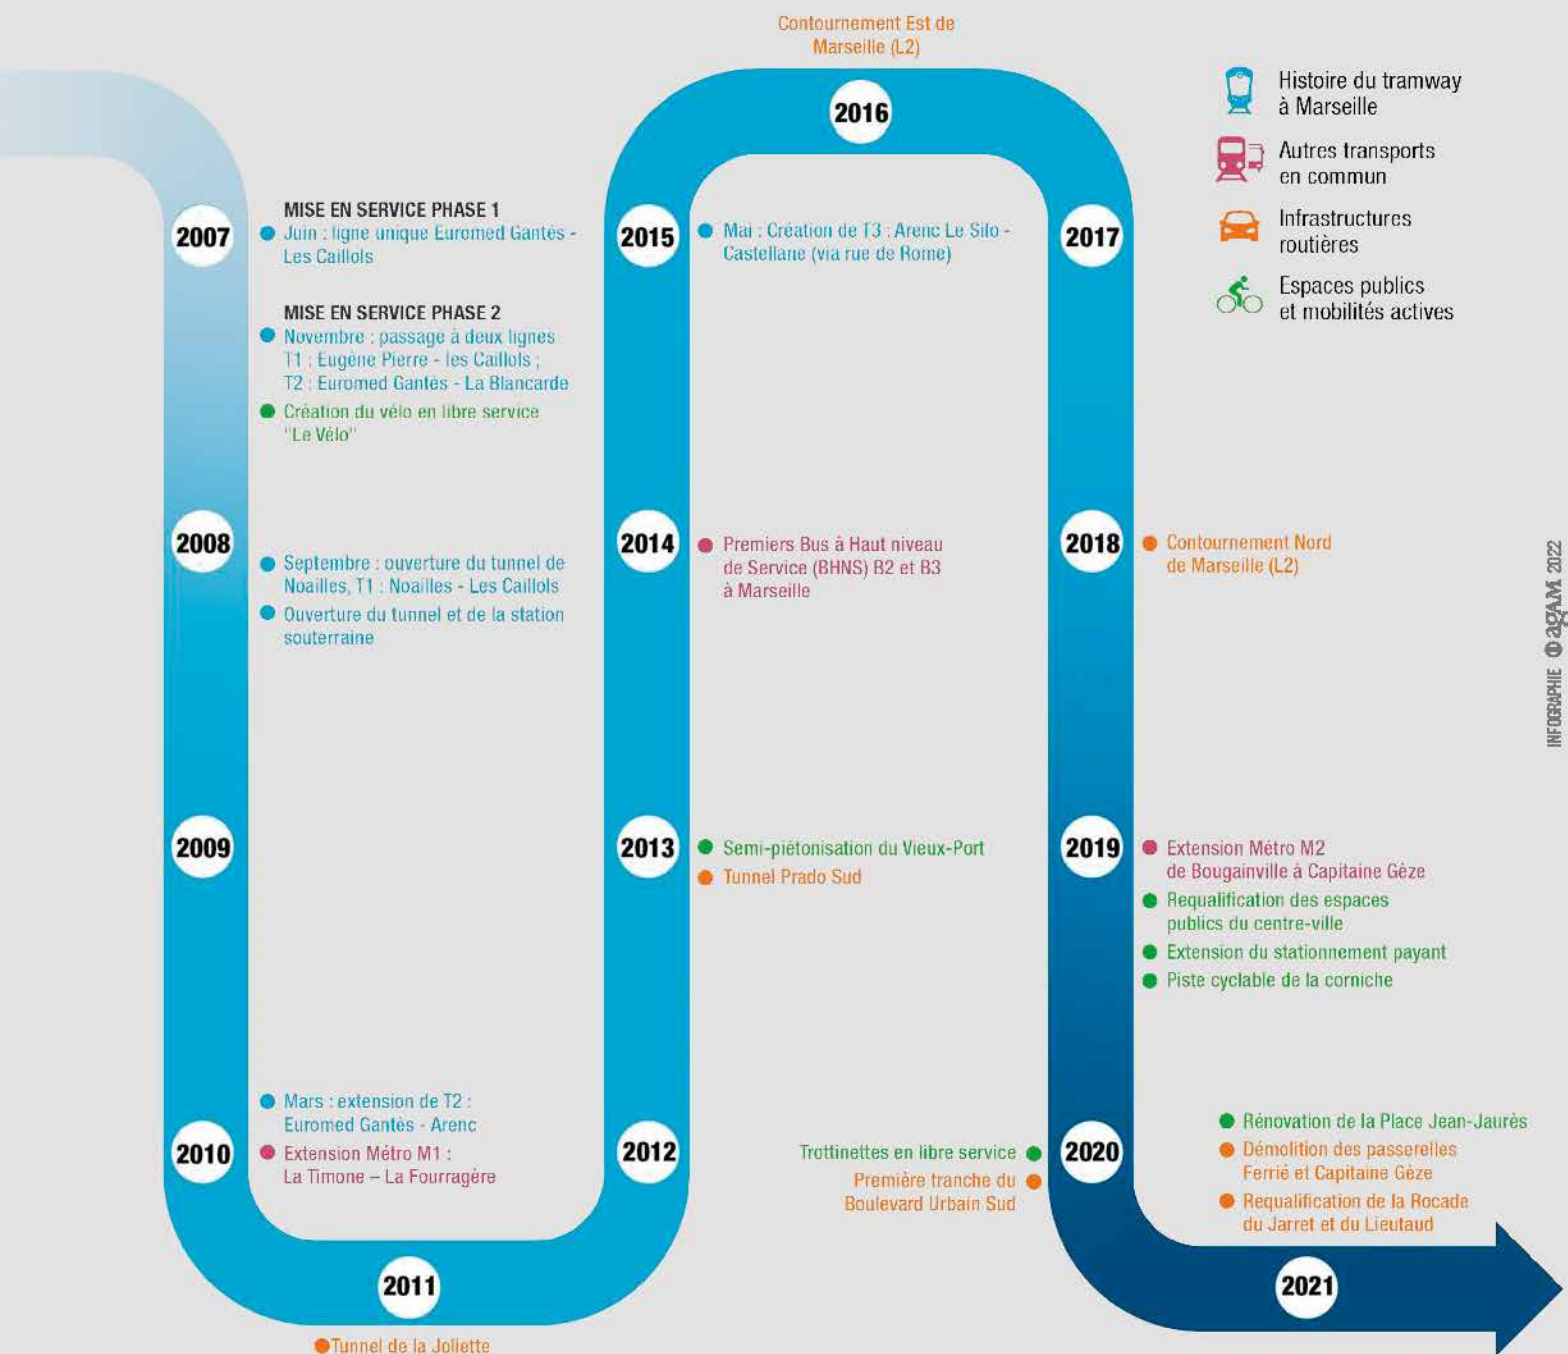 Contournement Est de
Marseille (L2)
Histoire du tramway
à Marseille
Autres transports
en commun
Infrastructures
routières
Espaces publics
et mobilités actives
2007
MISE EN SERVICE PHASE 1
Juin : ligne unique Euromed Gantès -
Les Caillols
MISE EN SERVICE PHASE 2
Novembre : passage à deux lignes
T1 : Eugène Pierre - les Caillols ;
T2 : Euromed Gantès - La Blancarde
Création du vélo en libre service
"Le Vélo"
2008
Septembre : ouverture du tunnel de
Noailles, T1 : Noailles - Les Caillols
Ouverture du tunnel et de la station
souterraine
2009
2010
Mars : extension de T2 :
Euromed Gantès - Arenc
Extension Métro M1 :
La Timone – La Fourragère
2011
Tunnel de la Joliette
2012
2013
Semi-piétonisation du Vieux-Port
Tunnel Prado Sud
2014
Premiers Bus à Haut niveau
de Service (BHNS) B2 et B3
à Marseille
2015
Mai : Création de T3 : Arenc Le Silo -
Castellane (via rue de Rome)
2016
2017
2018
Contournement Nord
de Marseille (L2)
2019
Extension Métro M2
de Bougainville à Capitaine Gèze
Requalification des espaces
publics du centre-ville
Extension du stationnement payant
Piste cyclable de la corniche
2020
Trottinettes en libre service
Première tranche du
Boulevard Urbain Sud
2021
Rénovation de la Place Jean-Jaurès
Démolition des passerelles
Ferrié et Capitaine Gèze
Requalification de la Rocade
du Jarret et du Lieutaud
INFOGRAPHIE agam 2022